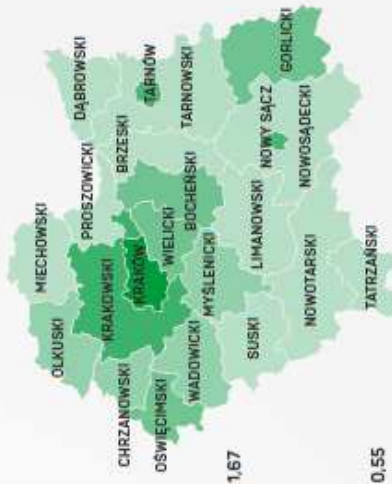 MIECHOWSKI
DĄBROWSKI
OLKUSKI
PROSZOWICKI
TARNÓW
KRAKOWSKI
BRZESKI
CHRZANOWSKI
KRAKÓW
TARNOWSKI
OŚWIĘCIMSKI
WIELICKI
BOCHEŃSKI
GORLICKI
WADOWICKI
MYŚLENICKI
NOWY SĄCZ
LIMANOWSKI
NOWOSĄDECKI
SUSKI
NOWOTARSKI
TATRZAŃSKI
1,67
0,55